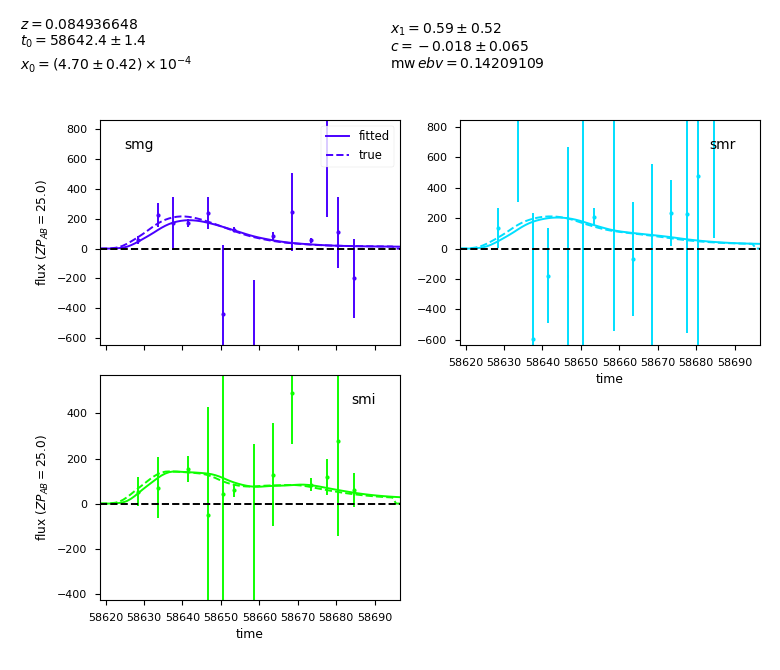 z = 0.084936648
t₀ = 58642.4 ± 1.4
x₀ = (4.70 ± 0.42) × 10⁻⁴
x₁ = 0.59 ± 0.52
c = −0.018 ± 0.065
mw ebv = 0.14209109
smg
fitted
true
800
600
400
200
0
−200
−400
−600
flux (ZP_AB = 25.0)
smr
800
600
400
200
0
−200
−400
−600
58620 58630 58640 58650 58660 58670 58680 58690
time
smi
400
200
0
−200
−400
flux (ZP_AB = 25.0)
58620 58630 58640 58650 58660 58670 58680 58690
time